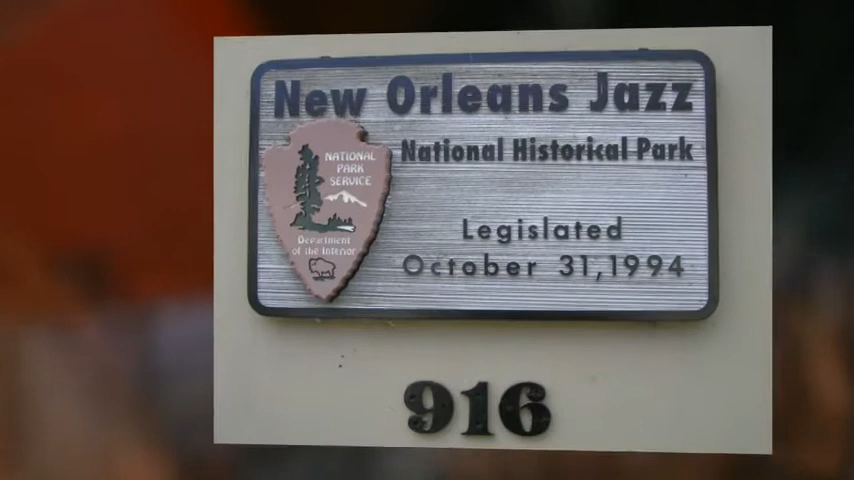 New Orleans Jazz
National Historical Park
NATIONAL
PARK
SERVICE
Department
of the Interior
Legislated
October 31,1994
916